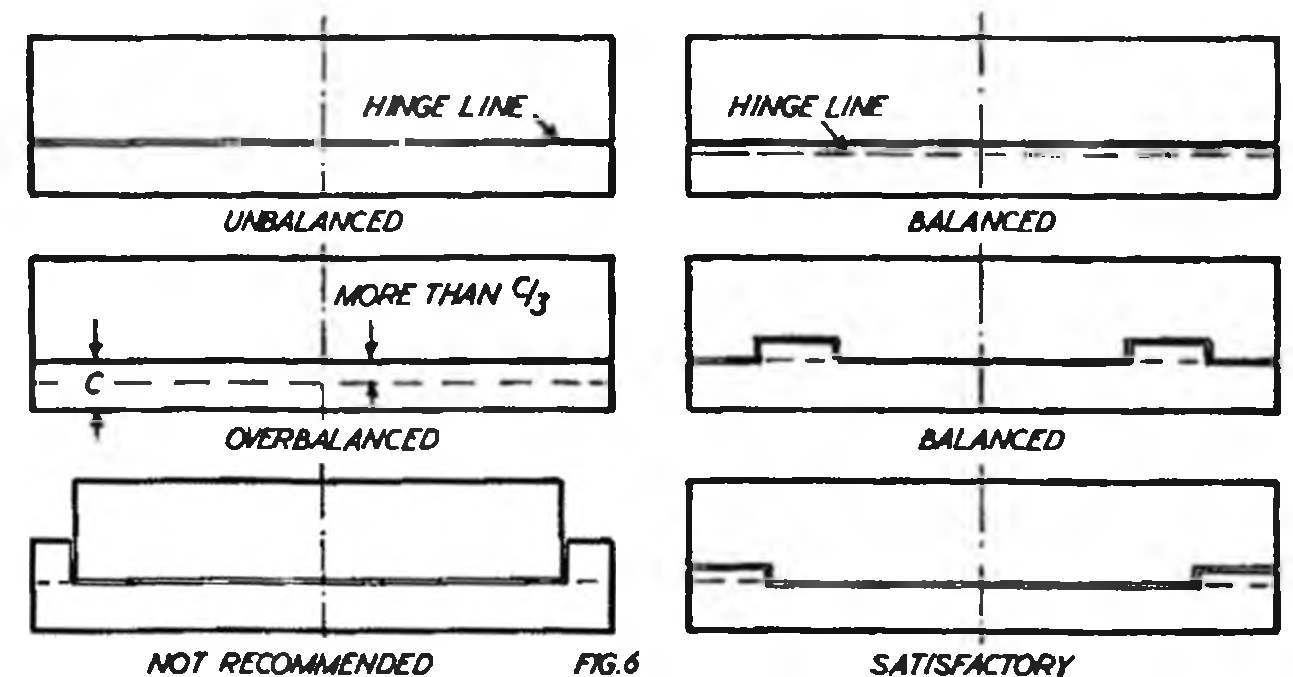 HINGE LINE
UNBALANCED
HINGE LINE
BALANCED
MORE THAN C/3
C
OVERBALANCED
BALANCED
NOT RECOMMENDED
FIG.6
SATISFACTORY